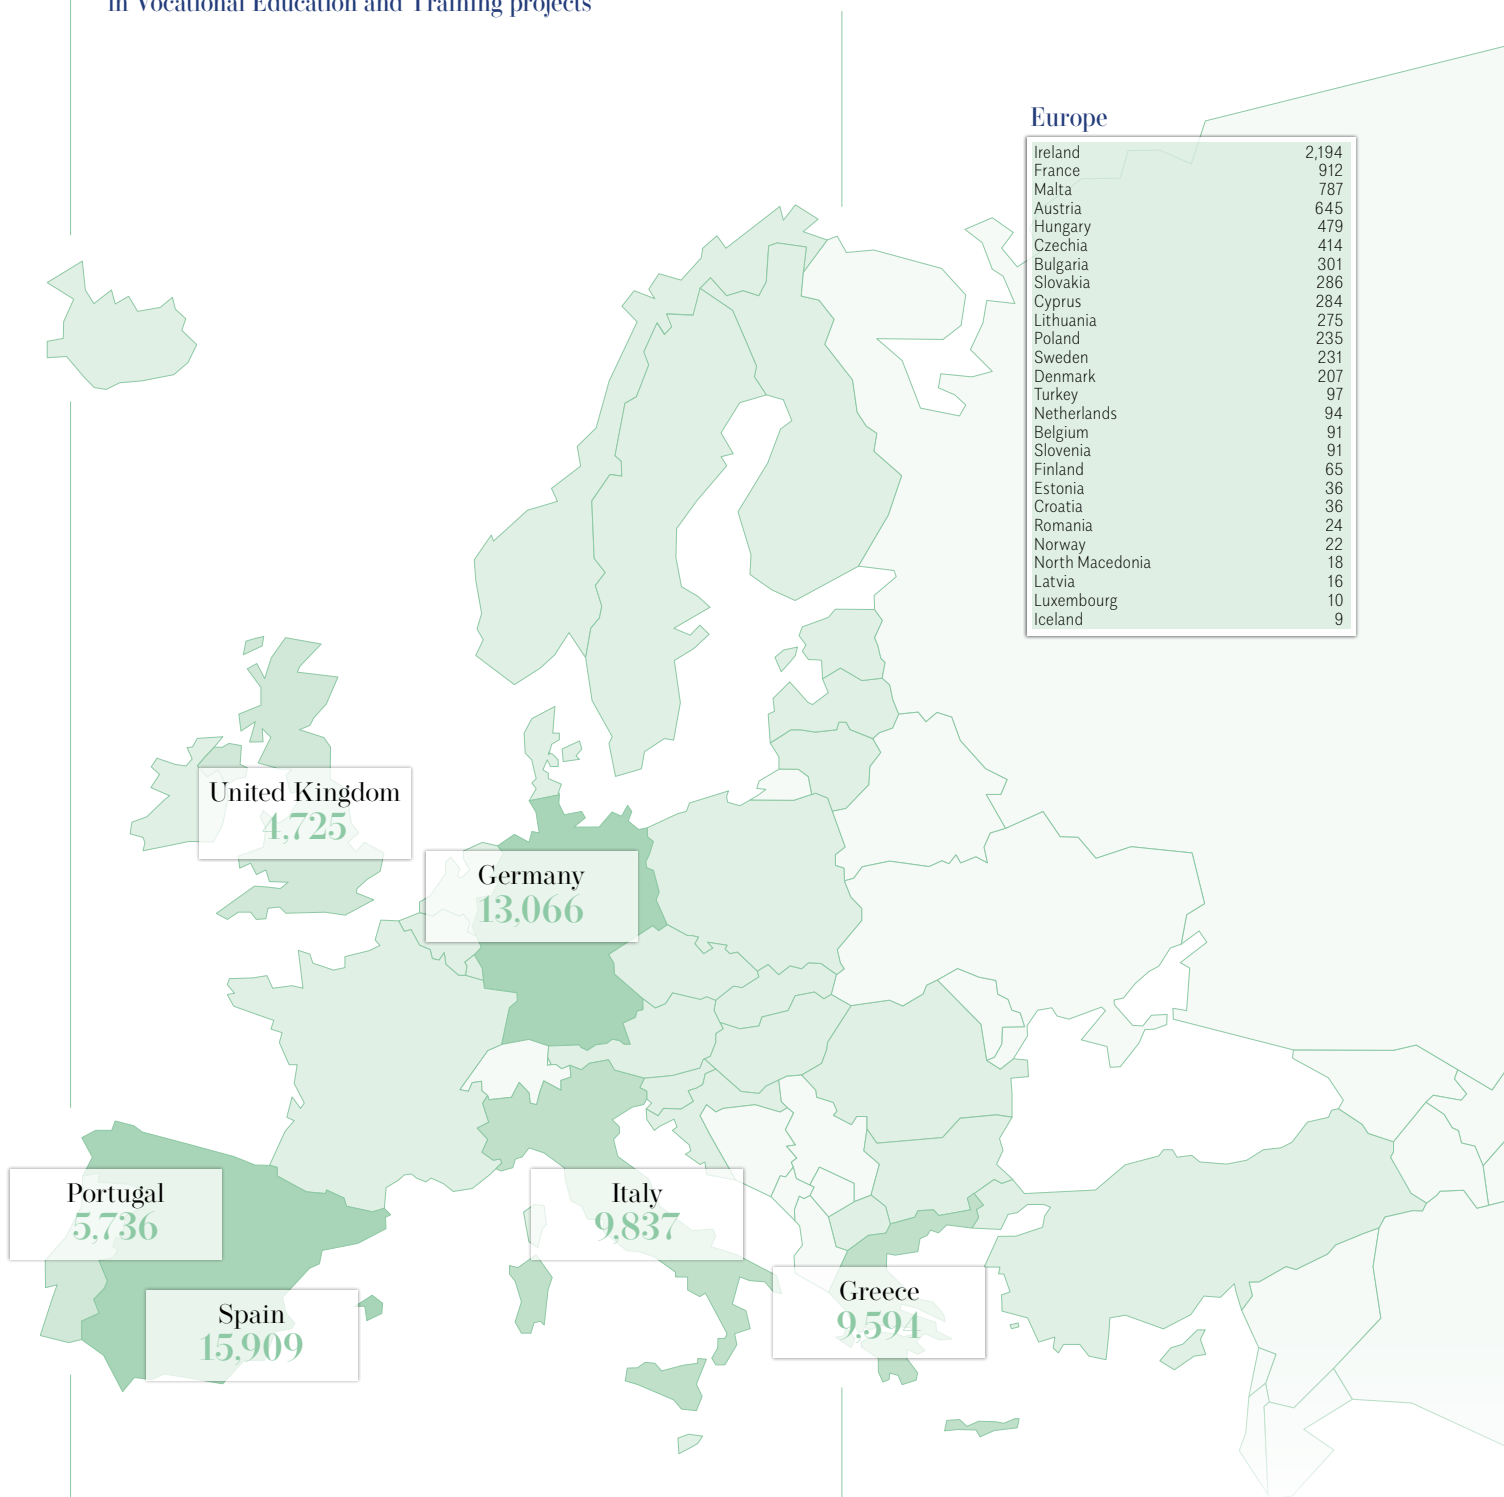 in Vocational Education and Training projects
Europe
Ireland 2,194
France 912
Malta 787
Austria 645
Hungary 479
Czechia 414
Bulgaria 301
Slovakia 286
Cyprus 284
Lithuania 275
Poland 235
Sweden 231
Denmark 207
Turkey 97
Netherlands 94
Belgium 91
Slovenia 91
Finland 65
Estonia 36
Croatia 36
Romania 24
Norway 22
North Macedonia 18
Latvia 16
Luxembourg 10
Iceland 9
United Kingdom
4,725
Germany
13,066
Portugal
5,736
Italy
9,837
Spain
15,909
Greece
9,594